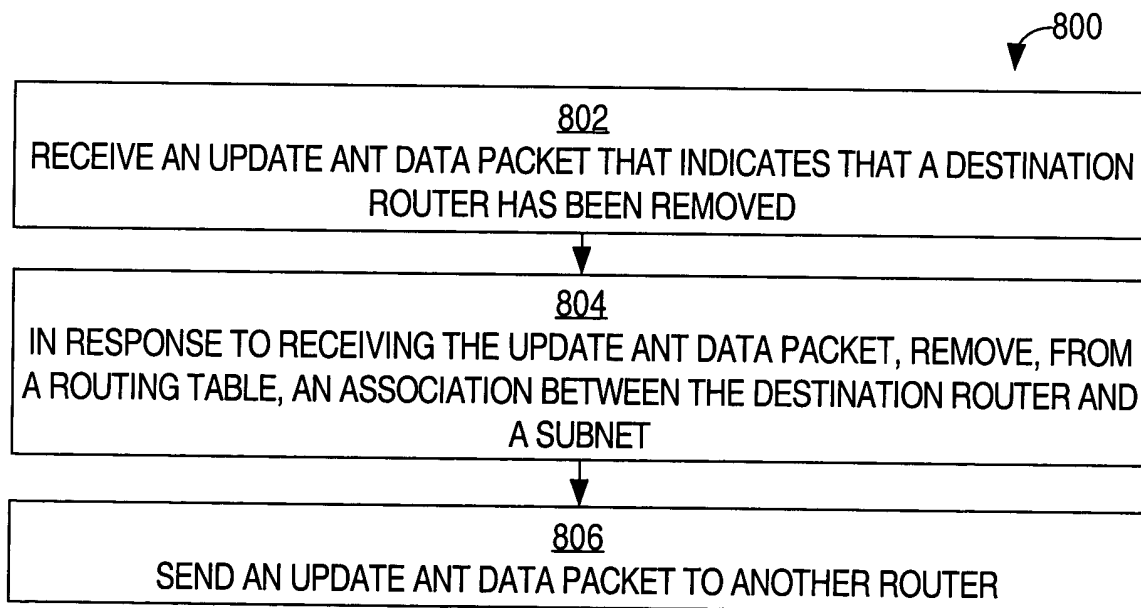 800
802
RECEIVE AN UPDATE ANT DATA PACKET THAT INDICATES THAT A DESTINATION
ROUTER HAS BEEN REMOVED
804
IN RESPONSE TO RECEIVING THE UPDATE ANT DATA PACKET, REMOVE, FROM
A ROUTING TABLE, AN ASSOCIATION BETWEEN THE DESTINATION ROUTER AND
A SUBNET
806
SEND AN UPDATE ANT DATA PACKET TO ANOTHER ROUTER